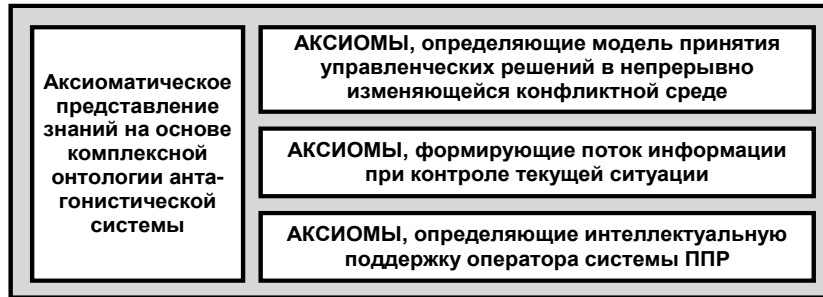 Аксиоматическое
представление
знаний на основе
комплексной
онтологии анта-
гонистической
системы
АКСИОМЫ, определяющие модель принятия
управленческих решений в непрерывно
изменяющейся конфликтной среде
АКСИОМЫ, формирующие поток информации
при контроле текущей ситуации
АКСИОМЫ, определяющие интеллектуальную
поддержку оператора системы ППР